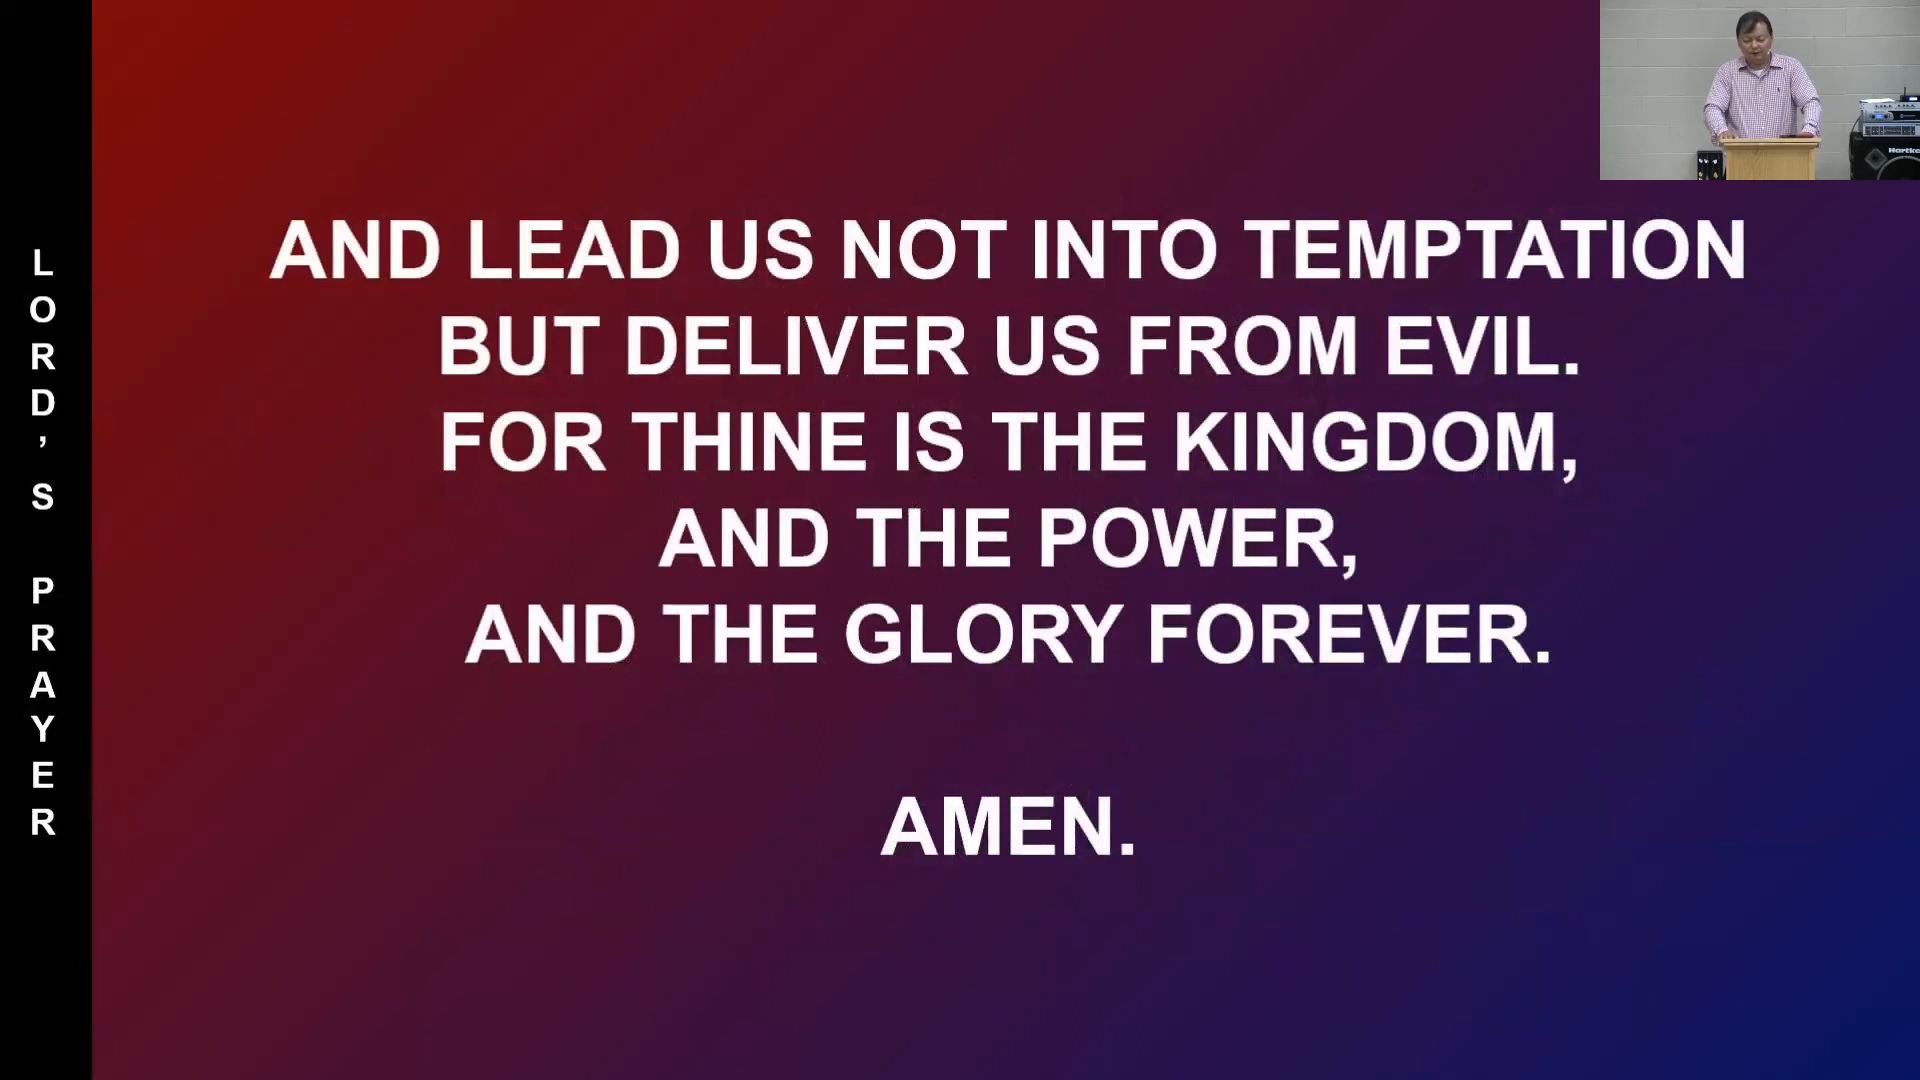 LORD'S PRAYER
AND LEAD US NOT INTO TEMPTATION
BUT DELIVER US FROM EVIL.
FOR THINE IS THE KINGDOM,
AND THE POWER,
AND THE GLORY FOREVER.
AMEN.